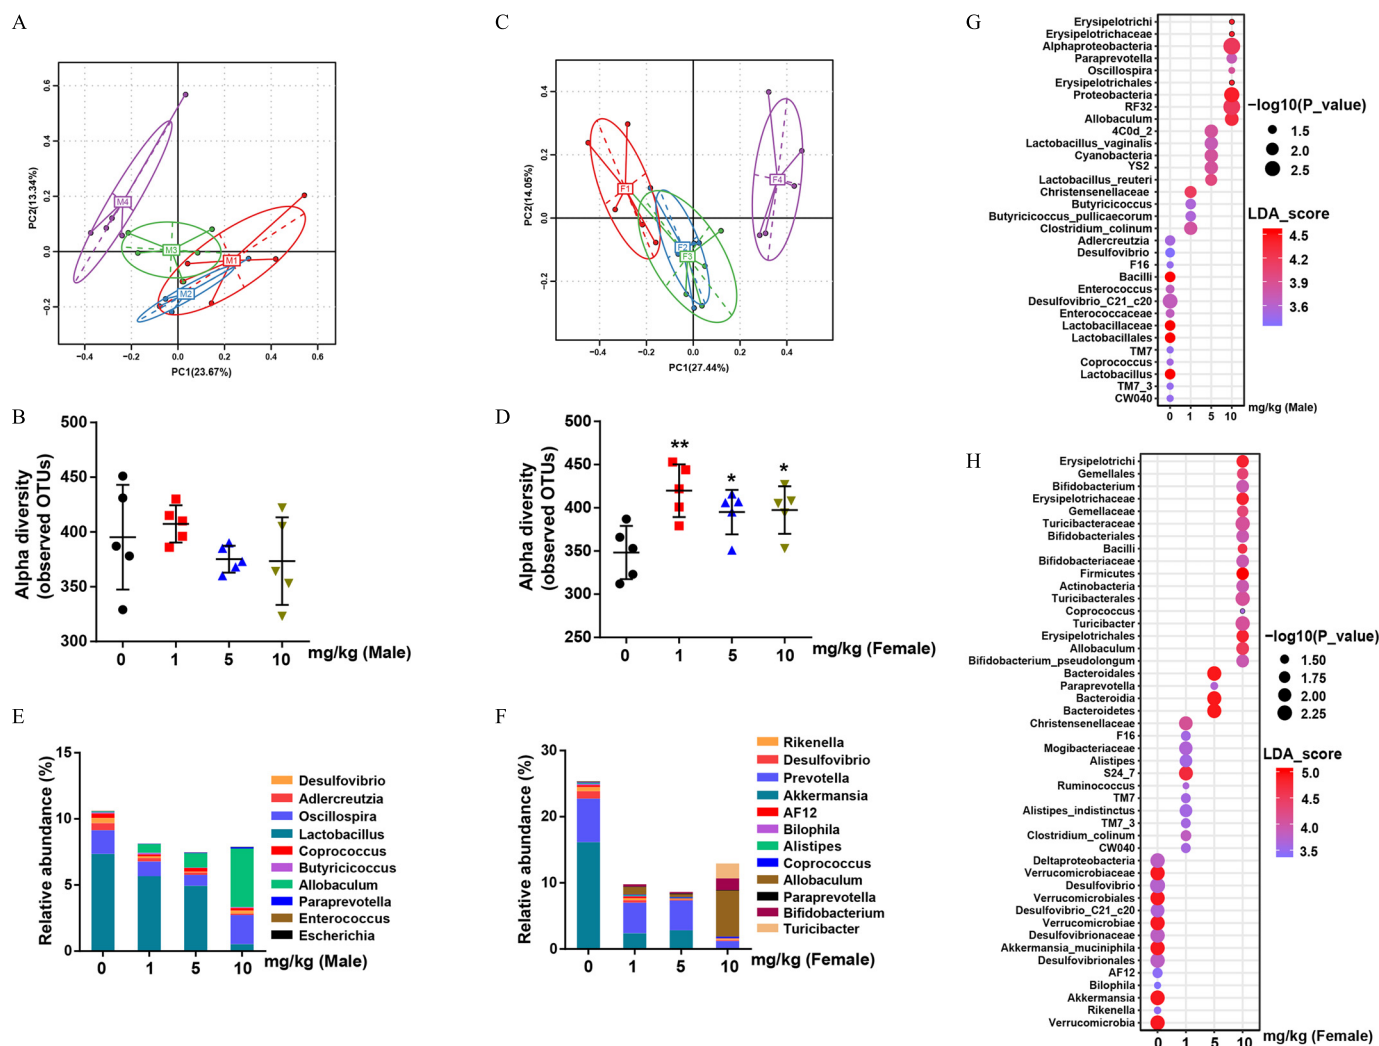 A
PC2(13.34%)
0.6
0.4
0.2
0.0
−0.2
M4
M3
M1
M2
−0.4
−0.2
0.0
0.2
0.4
0.6
PC1(23.67%)
C
PC2(14.05%)
0.4
0.2
0.0
−0.2
F1
F4
F2
F3
−0.4
−0.2
0.0
0.2
0.4
PC1(27.44%)
B
Alpha diversity
(observed OTUs)
500
450
400
350
300
0
1
5
10
mg/kg (Male)
D
Alpha diversity
(observed OTUs)
500
450
400
350
300
250
**
*
*
0
1
5
10
mg/kg (Female)
E
Relative abundance (%)
15
10
5
0
0
1
5
10
mg/kg (Male)
Desulfovibrio
Adlercreutzia
Oscillospira
Lactobacillus
Coprococcus
Butyricicoccus
Allobaculum
Paraprevotella
Enterococcus
Escherichia
F
Relative abundance (%)
30
20
10
0
0
1
5
10
mg/kg (Female)
Rikenella
Desulfovibrio
Prevotella
Akkermansia
AF12
Bilophila
Alistipes
Coprococcus
Allobaculum
Paraprevotella
Bifidobacterium
Turicibacter
G
Erysipelotrichi
Erysipelotrichaceae
Alphaproteobacteria
Paraprevotella
Oscillospira
Erysipelotrichales
Proteobacteria
RF32
Allobaculum
4C0d_2
Lactobacillus_vaginalis
Cyanobacteria
YS2
Lactobacillus_reuteri
Christensenellaceae
Butyricicoccus
Butyricicoccus_pullicaecorum
Clostridium_colinum
Adlercreutzia
Desulfovibrio
F16
Bacilli
Enterococcus
Desulfovibrio_C21_c20
Enterococcaceae
Lactobacillaceae
Lactobacillales
TM7
Coprococcus
Lactobacillus
TM7_3
CW040
0
1
5
10
mg/kg (Male)
−log10(P_value)
1.5
2.0
2.5
LDA_score
4.5
4.2
3.9
3.6
H
Erysipelotrichi
Gemellales
Bifidobacterium
Erysipelotrichaceae
Gemellaceae
Turicibacteraceae
Bifidobacteriales
Bacilli
Bifidobacteriaceae
Firmicutes
Actinobacteria
Turicibacterales
Coprococcus
Turicibacter
Erysipelotrichales
Allobaculum
Bifidobacterium_pseudolongum
Bacteroidales
Paraprevotella
Bacteroidia
Bacteroidetes
Christensenellaceae
F16
Mogibacteriaceae
Alistipes
S24_7
Ruminococcus
TM7
Alistipes_indistinctus
TM7_3
Clostridium_colinum
CW040
Deltaproteobacteria
Verrucomicrobiaceae
Desulfovibrio
Verrucomicrobiales
Desulfovibrio_C21_c20
Verrucomicrobiae
Desulfovibrionaceae
Akkermansia_muciniphila
Desulfovibrionales
AF12
Bilophila
Akkermansia
Rikenella
Verrucomicrobia
0
1
5
10
mg/kg (Female)
−log10(P_value)
1.50
1.75
2.00
2.25
LDA_score
5.0
4.5
4.0
3.5